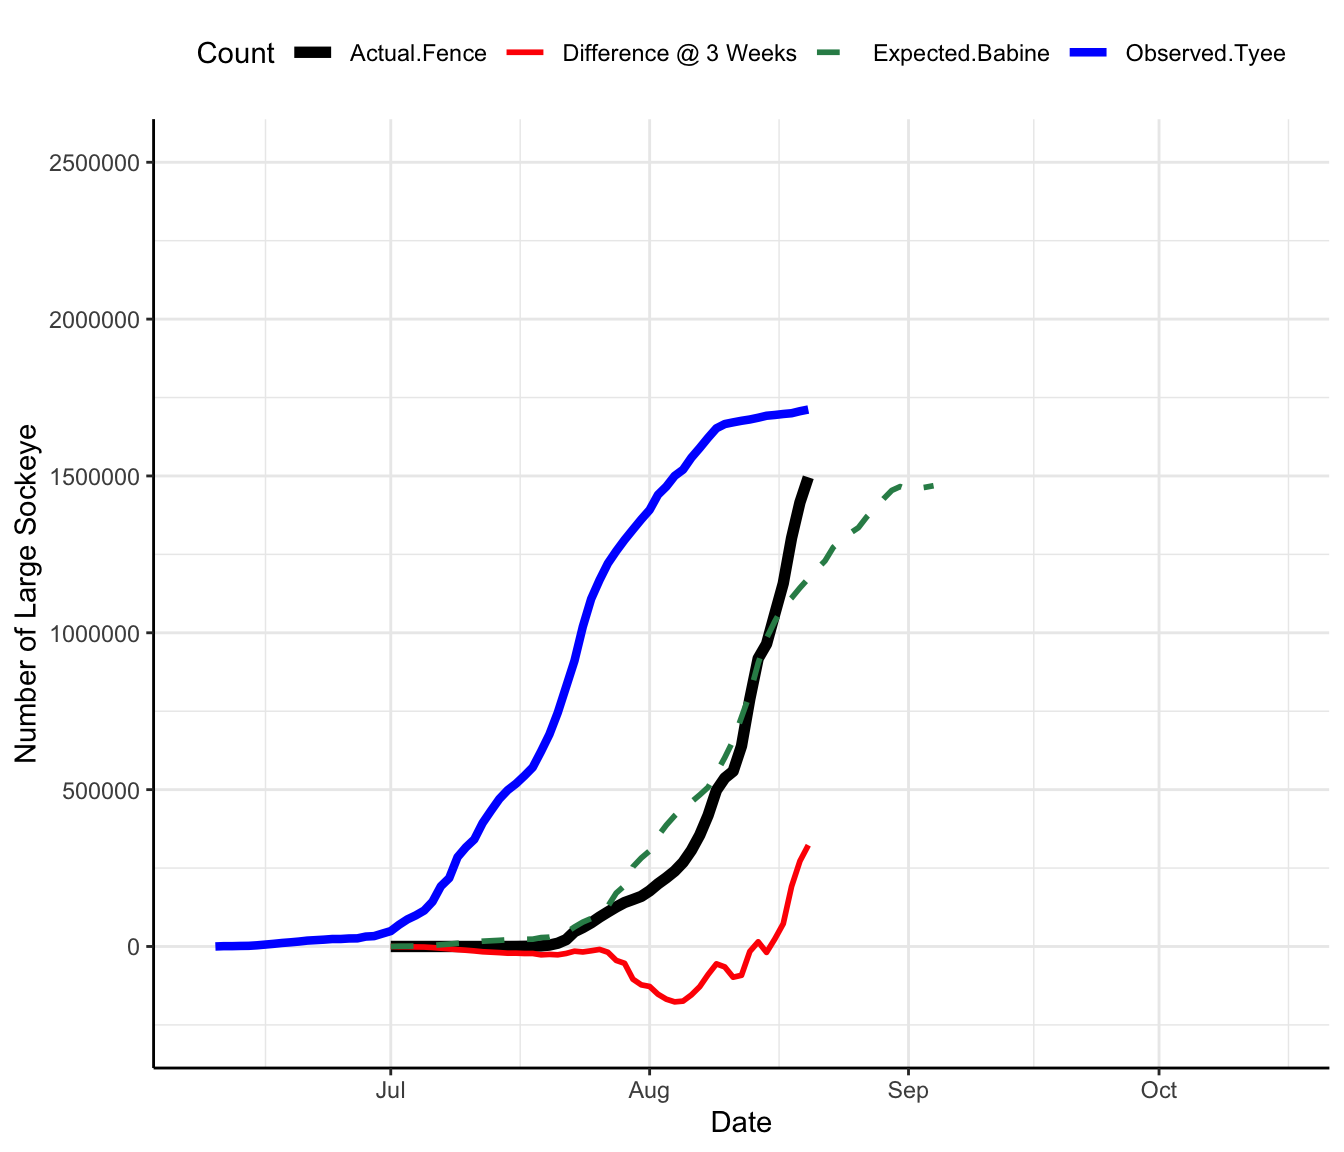 Count Actual.Fence Difference @ 3 Weeks Expected.Babine Observed.Tyee
Number of Large Sockeye
2500000
2000000
1500000
1000000
500000
0
Jul Aug Sep Oct
Date